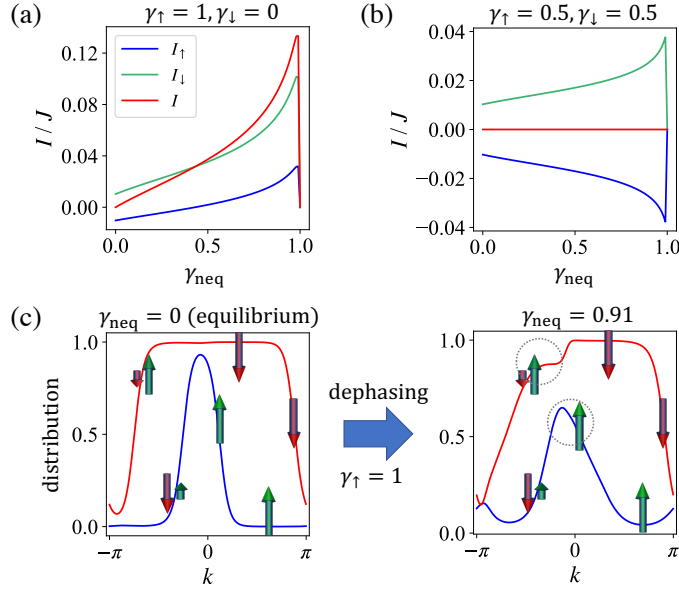 (a)
γ↑ = 1, γ↓ = 0
I / J
0.12
0.08
0.04
0.00
I↑
I↓
I
0.0
0.5
1.0
γneq
(b)
γ↑ = 0.5, γ↓ = 0.5
I / J
0.04
0.02
0.00
−0.02
−0.04
0.0
0.5
1.0
γneq
(c)
γneq = 0 (equilibrium)
distribution
1.0
0.5
0.0
−π
0
π
k
dephasing
γ↑ = 1
γneq = 0.91
1.0
0.5
0.0
−π
0
π
k